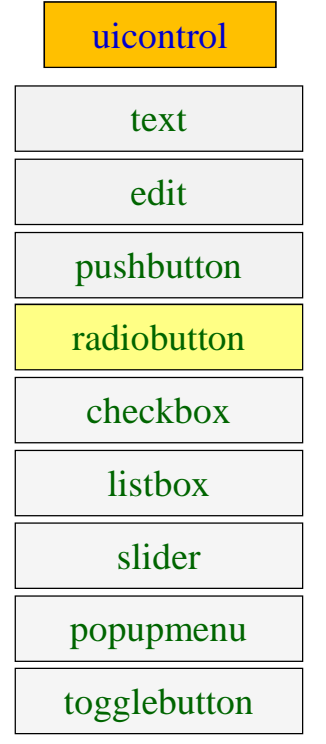 uicontrol
text
edit
pushbutton
radiobutton
checkbox
listbox
slider
popupmenu
togglebutton